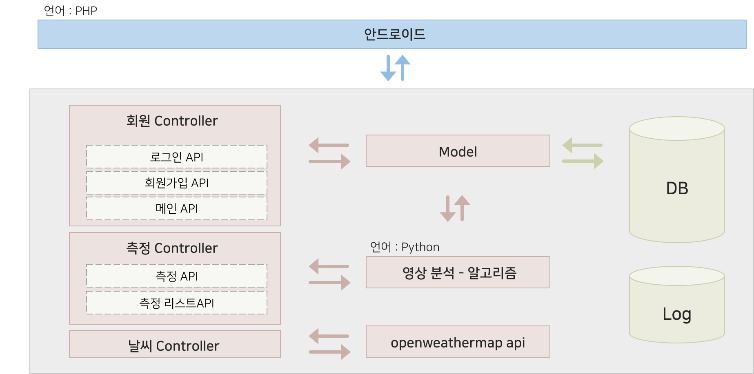 언어 : PHP
안드로이드
회원 Controller
로그인 API
회원가입 API
메인 API
Model
DB
측정 Controller
측정 API
측정 리스트API
언어 : Python
영상 분석 - 알고리즘
Log
날씨 Controller
openweathermap api